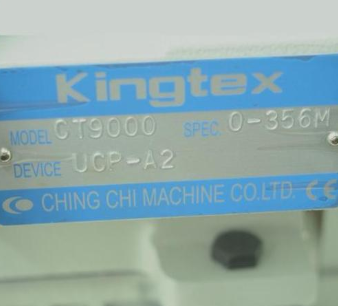 Kingtex
MODEL CT9000 SPEC. 0-356M
DEVICE UCP-A2
CHING CHI MACHINE CO.LTD. CE